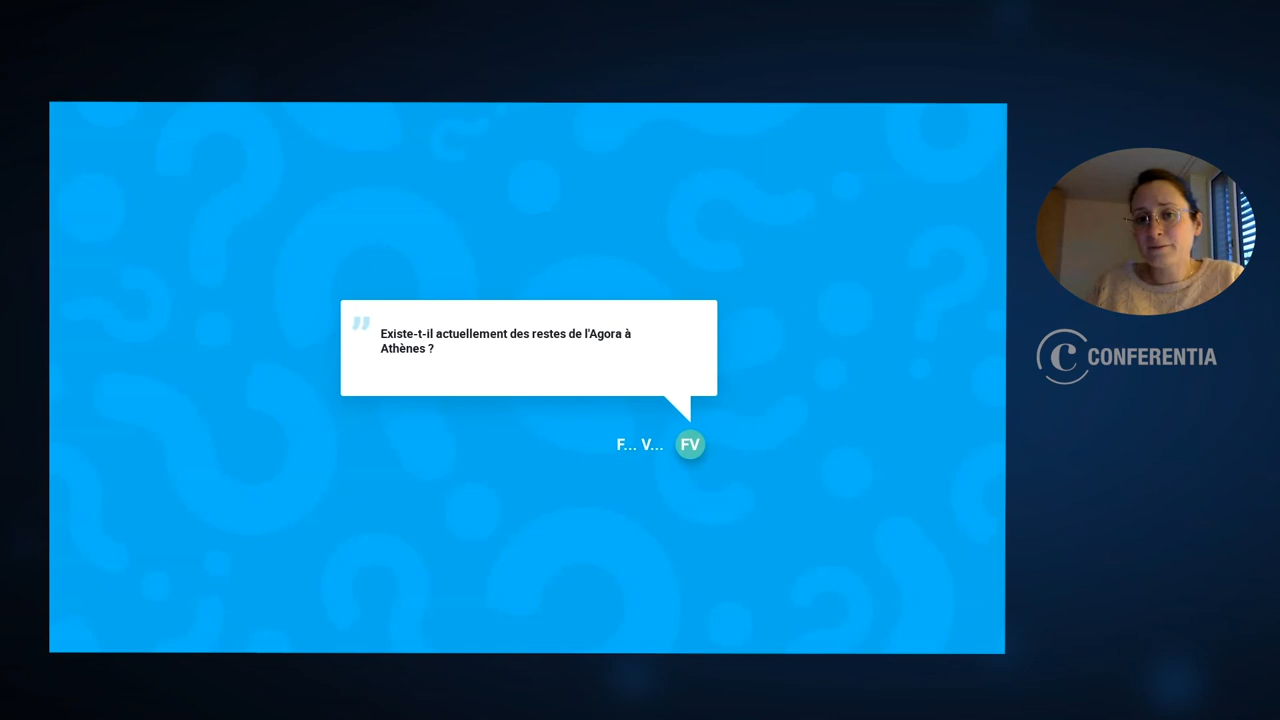 Existe-t-il actuellement des restes de l'Agora à
Athènes ?
F... V...
FV
CONFERENTIA